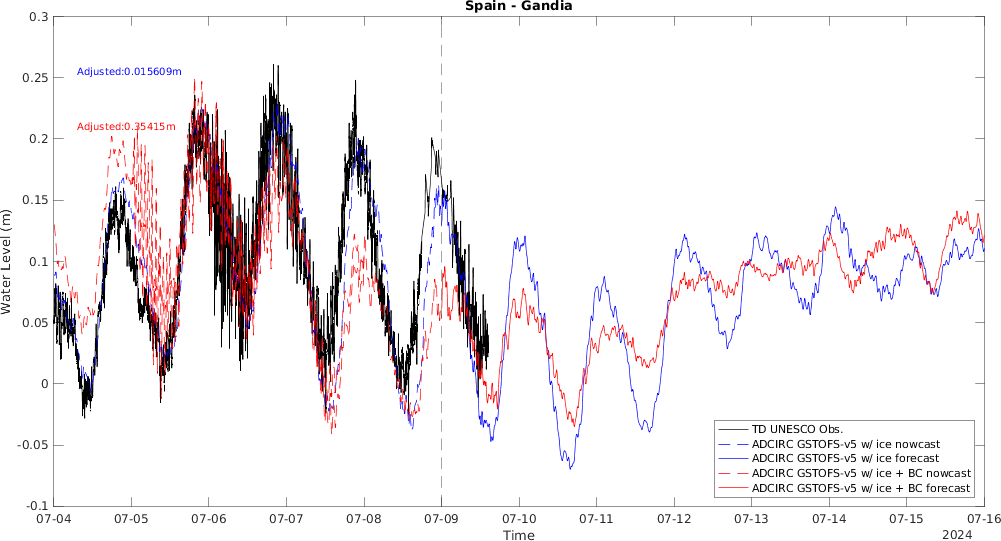 Spain - Gandia
0.3
0.25
0.2
0.15
0.1
0.05
0
-0.05
-0.1
Water Level (m)
Adjusted:0.015609m
Adjusted:0.35415m
TD UNESCO Obs.
ADCIRC GSTOFS-v5 w/ ice nowcast
ADCIRC GSTOFS-v5 w/ ice forecast
ADCIRC GSTOFS-v5 w/ ice + BC nowcast
ADCIRC GSTOFS-v5 w/ ice + BC forecast
07-04 07-05 07-06 07-07 07-08 07-09 07-10 07-11 07-12 07-13 07-14 07-15 07-16
Time
2024